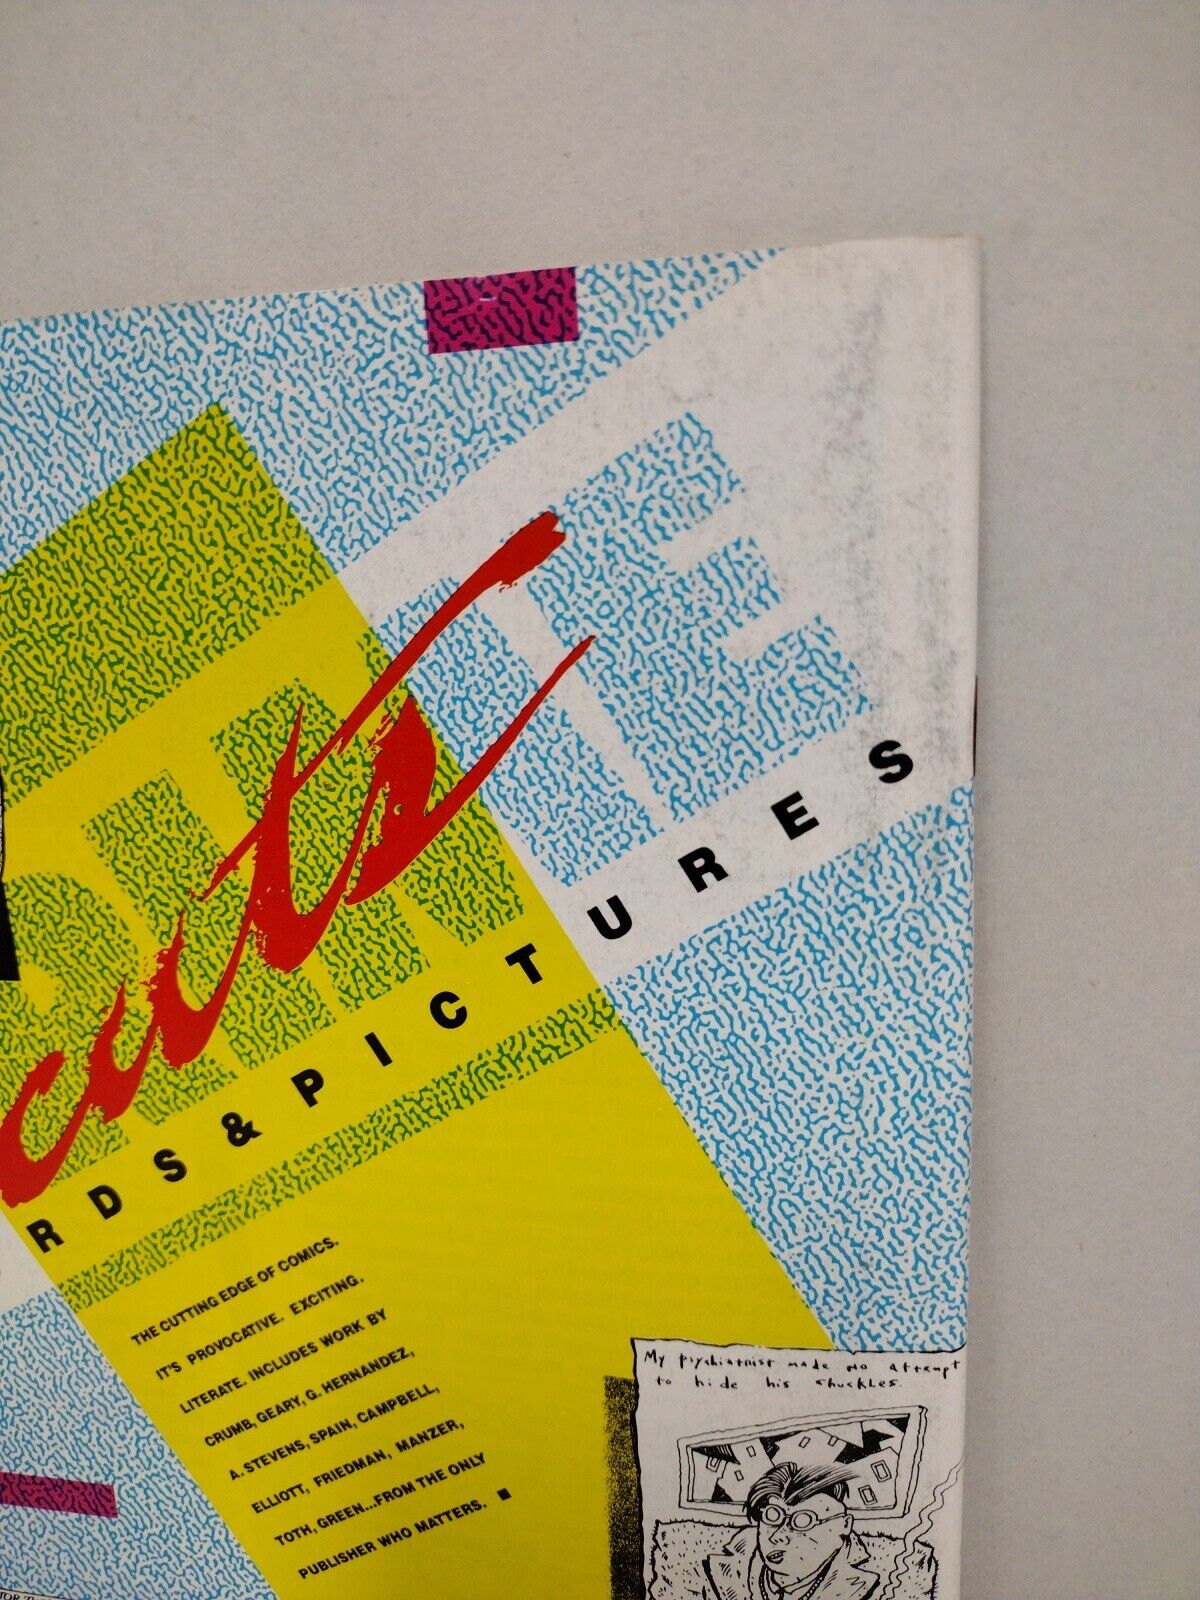 RDS & PICTURES
THE CUTTING EDGE OF COMICS.
IT'S PROVOCATIVE. EXCITING.
LITERATE. INCLUDES WORK BY
CRUMB, GEARY, G. HERNANDEZ,
A. STEVENS, SPAIN, CAMPBELL,
ELLIOTT, FRIEDMAN, MANZER,
TOTH, GREEN...FROM THE ONLY
PUBLISHER WHO MATTERS.
My psychiatrist made no attempt
to hide his chuckles.